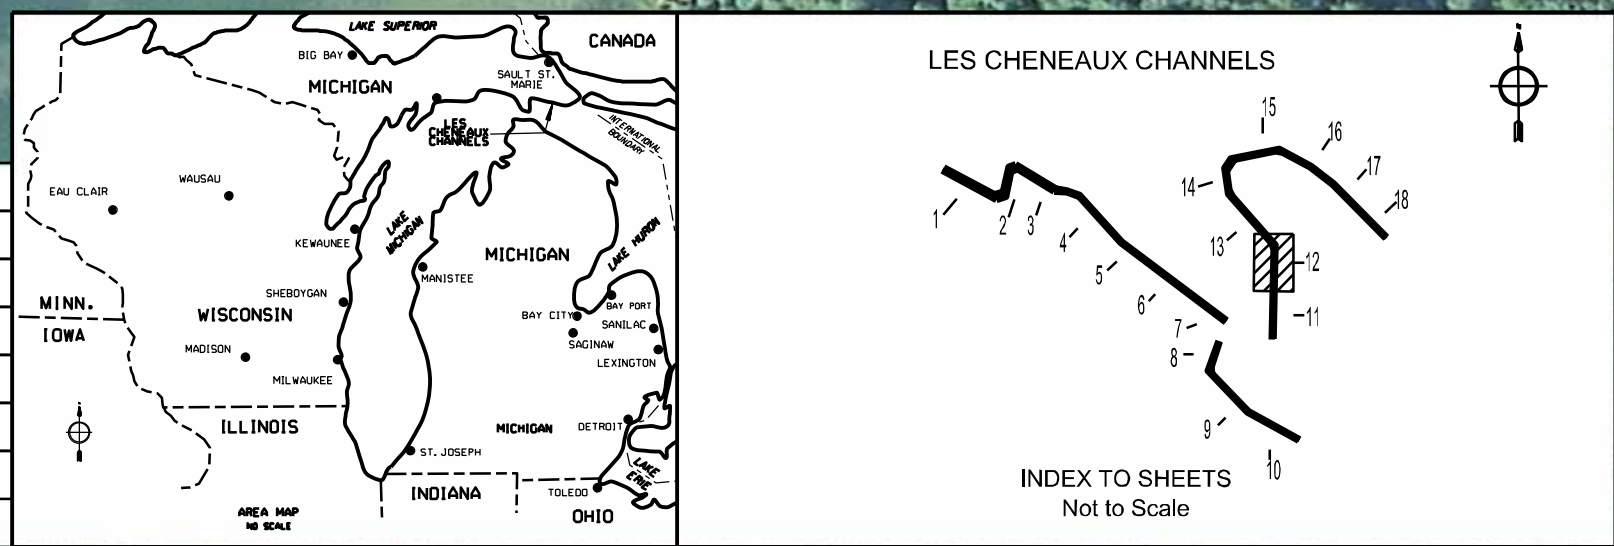 LAKE SUPERIOR
CANADA
BIG BAY
MICHIGAN
SAULT ST.
MARIE
LES
CHENEAUX
CHANNELS
INTERNATIONAL
BOUNDARY
EAU CLAIR
WAUSAU
KEWAUNEE
LAKE
MICHIGAN
MICHIGAN
LAKE HURON
MANISTEE
MINN.
IOWA
SHEBOYGAN
WISCONSIN
BAY PORT
BAY CITY
SANILAC
SAGINAW
LEXINGTON
MADISON
MILWAUKEE
ILLINOIS
MICHIGAN
DETROIT
ST. JOSEPH
LAKE
ERIE
INDIANA
TOLEDO
OHIO
AREA MAP
NO SCALE
LES CHENEAUX CHANNELS
1
2
3
4
5
6
7
8
9
10
11
12
13
14
15
16
17
18
INDEX TO SHEETS
Not to Scale